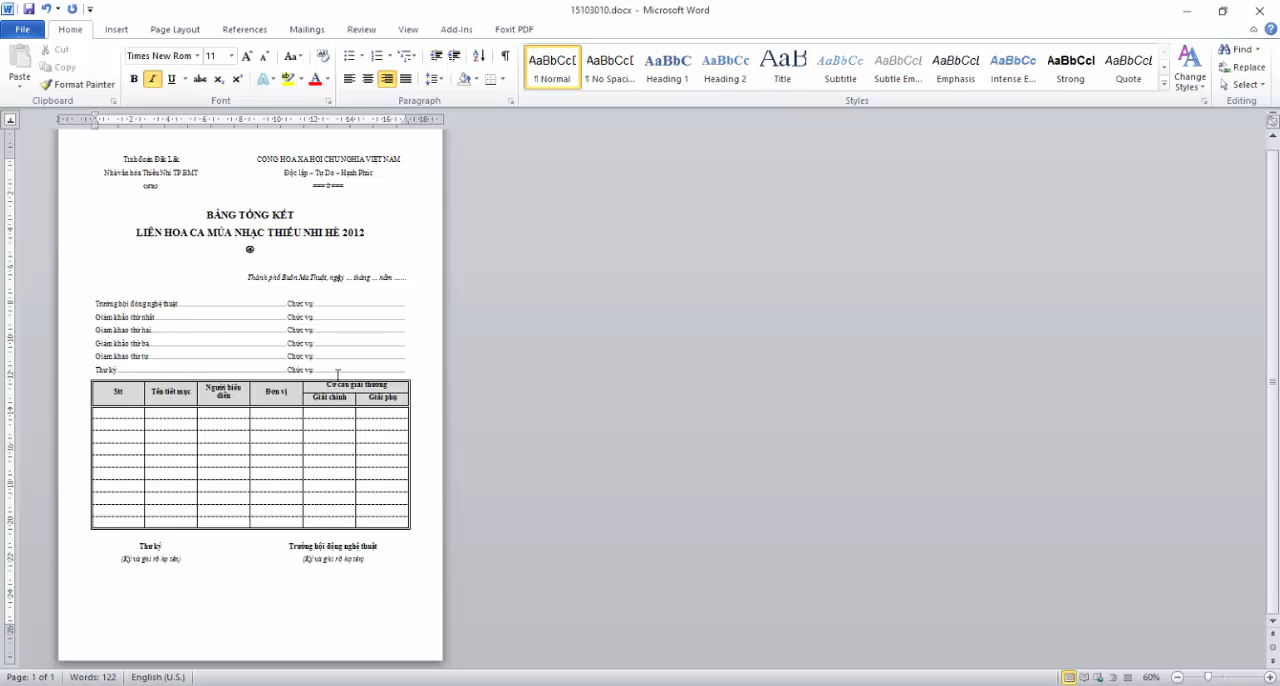 15103010.docx - Microsoft Word
File Home Insert Page Layout References Mailings Review View Add-Ins Foxit PDF
Paste
Cut
Copy
Format Painter
Clipboard
Times New Rom 11
Font
Paragraph
AaBbCcI AaBbCcI AaBbC AaBbCc AaB AaBbCc AaBbCcI AaBbCcI AaBbCc AaBbCcI AaBbCcI
¶ Normal ¶ No Spaci... Heading 1 Heading 2 Title Subtitle Subtle Em... Emphasis Intense E... Strong Quote
Styles
Change Styles
Find
Replace
Select
Editing
Tỉnh đoàn Đăk Lăk
Nhà văn hóa Thiếu Nhi TP BMT
CỘNG HÒA XÃ HỘI CHỦ NGHĨA VIỆT NAM
Độc lập – Tự Do – Hạnh Phúc
BẢNG TỔNG KẾT
LIÊN HOA CA MÚA NHẠC THIẾU NHI HÈ 2012
Thành phố Buôn Ma Thuột, ngày ... tháng ... năm ......
Trưởng hội đồng nghệ thuật Chức vụ
Giám khảo thứ nhất Chức vụ
Giám khảo thứ hai Chức vụ
Giám khảo thứ ba Chức vụ
Giám khảo thứ tư Chức vụ
Thư ký Chức vụ
Stt Tên tiết mục Người biểu diễn Đơn vị Cơ cấu giải thưởng
Giải chính Giải phụ
Thư ký Trưởng hội đồng nghệ thuật
(Ký và ghi rõ họ tên) (Ký và ghi rõ họ tên)
Page: 1 of 1 Words: 122 English (U.S.) 60%